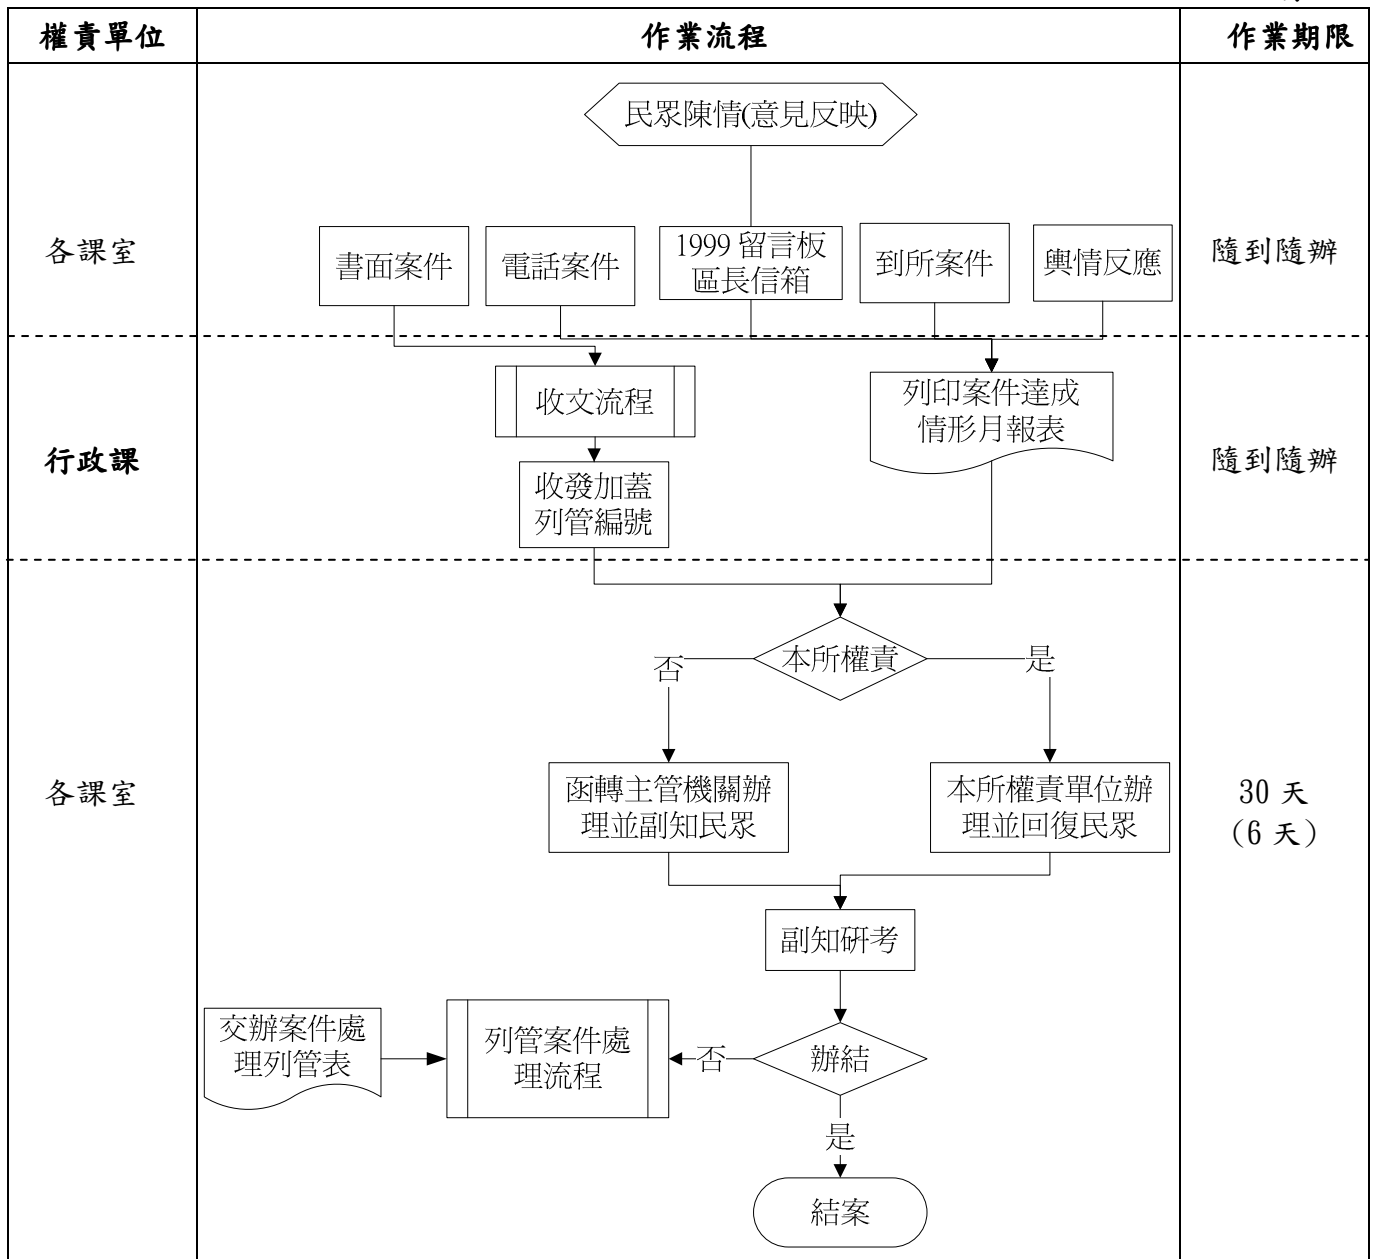 權責單位
作業流程
作業期限
民眾陳情(意見反映)
各課室
書面案件
電話案件
1999 留言板
區長信箱
到所案件
輿情反應
隨到隨辦
行政課
收文流程
收發加蓋
列管編號
列印案件達成
情形月報表
隨到隨辦
本所權責
否
是
各課室
函轉主管機關辦
理並副知民眾
本所權責單位辦
理並回復民眾
30 天
(6 天)
副知研考
交辦案件處
理列管表
列管案件處
理流程
否
辦結
是
結案